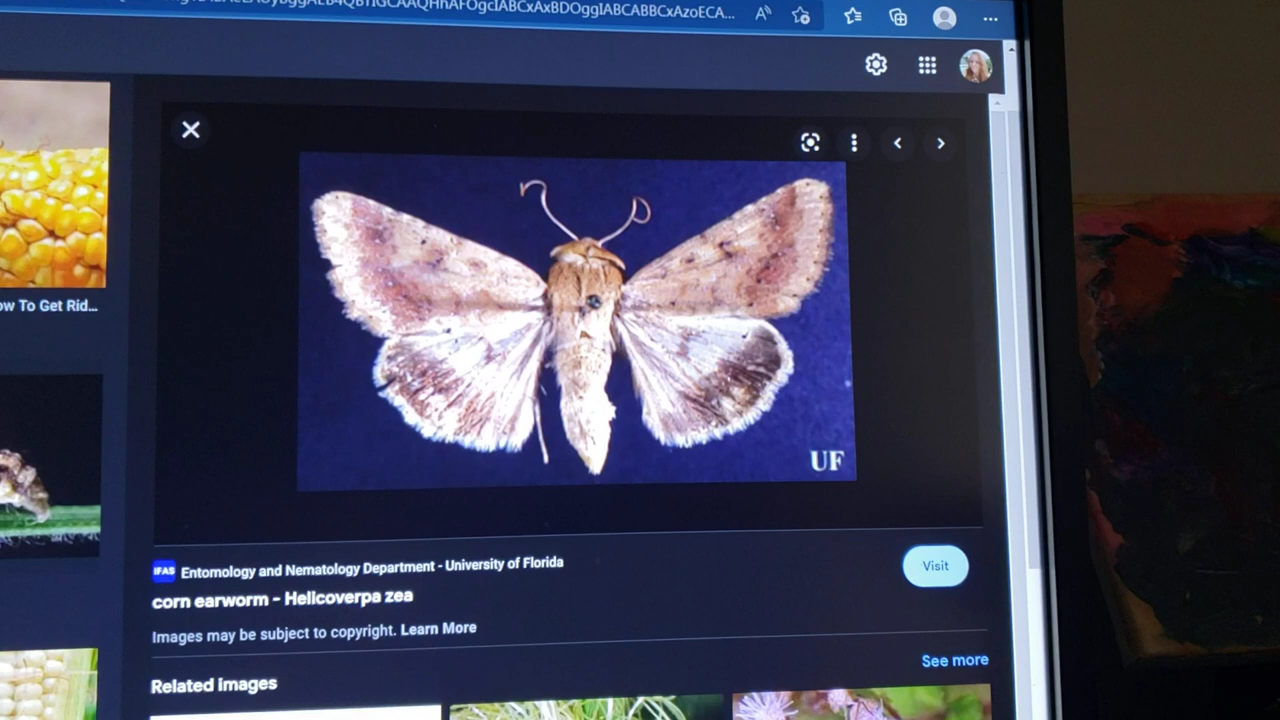 ow To Get Rid...
UF
IFAS Entomology and Nematology Department - University of Florida
Visit
corn earworm - Helicoverpa zea
Images may be subject to copyright. Learn More
See more
Related images